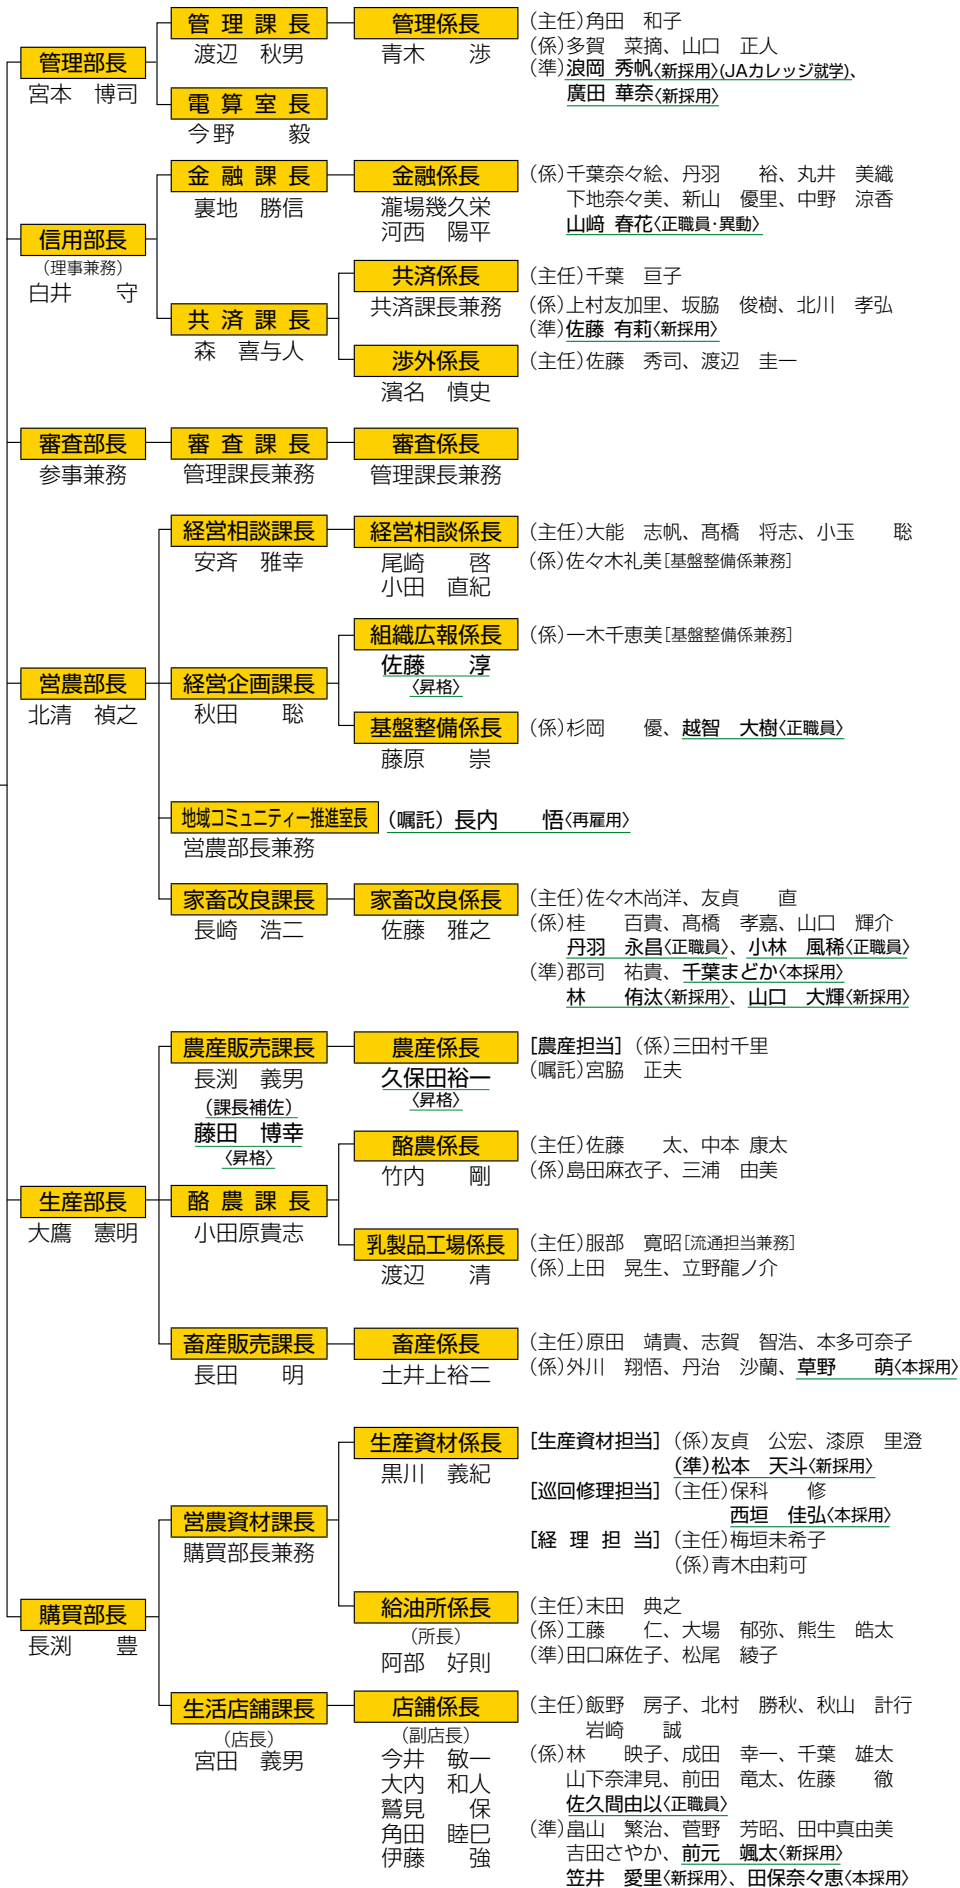 管理部長
宮本　博司
管理課長
渡辺　秋男
管理係長
青木　　渉
(主任)角田　和子
(係)多賀　菜摘、山口　正人
(準)浪岡 秀帆〈新採用〉(JAカレッジ就学)、
廣田 華奈〈新採用〉
電算室長
今野　　毅
信用部長
(理事兼務)
白井　　守
金融課長
裏地　勝信
金融係長
瀧場幾久栄
河西　陽平
(係)千葉奈々絵、丹羽　　裕、丸井　美織
下地奈々美、新山　優里、中野　涼香
山﨑 春花〈正職員・異動〉
共済課長
森　喜与人
共済係長
共済課長兼務
(主任)千葉　亘子
(係)上村友加里、坂脇　俊樹、北川　孝弘
(準)佐藤 有莉〈新採用〉
渉外係長
濱名　慎史
(主任)佐藤　秀司、渡辺　圭一
審査部長
参事兼務
審査課長
管理課長兼務
審査係長
管理課長兼務
営農部長
北清　禎之
経営相談課長
安斉　雅幸
経営相談係長
尾崎　　啓
小田　直紀
(主任)大能　志帆、髙橋　将志、小玉　　聡
(係)佐々木礼美[基盤整備係兼務]
経営企画課長
秋田　　聡
組織広報係長
佐藤　　淳
〈昇格〉
(係)一木千恵美[基盤整備係兼務]
基盤整備係長
藤原　　崇
(係)杉岡　　優、越智　大樹〈正職員〉
地域コミュニティー推進室長
営農部長兼務
(嘱託) 長内　　悟〈再雇用〉
家畜改良課長
長崎　浩二
家畜改良係長
佐藤　雅之
(主任)佐々木尚洋、友貞　　直
(係)桂　　百貴、髙橋　孝嘉、山口　輝介
丹羽　永昌〈正職員〉、小林　風稀〈正職員〉
(準)郡司　祐貴、千葉まどか〈本採用〉
林　　侑汰〈新採用〉、山口　大輝〈新採用〉
生産部長
大鷹　憲明
農産販売課長
長渕　義男
(課長補佐)
藤田　博幸
〈昇格〉
農産係長
久保田裕一
〈昇格〉
[農産担当] (係)三田村千里
(嘱託)宮脇　正夫
酪農課長
小田原貴志
酪農係長
竹内　　剛
(主任)佐藤　　太、中本 康太
(係)島田麻衣子、三浦　由美
乳製品工場係長
渡辺　　清
(主任)服部　寛昭[流通担当兼務]
(係)上田　晃生、立野龍ノ介
畜産販売課長
長田　　明
畜産係長
土井上裕二
(主任)原田　靖貴、志賀　智浩、本多可奈子
(係)外川　翔悟、丹治　沙蘭、草野　　萌〈本採用〉
購買部長
長渕　　豊
営農資材課長
購買部長兼務
生産資材係長
黒川　義紀
[生産資材担当] (係)友貞　公宏、漆原　里澄
(準)松本　天斗〈新採用〉
[巡回修理担当] (主任)保科　　修
西垣　佳弘〈本採用〉
[経理担当] (主任)梅垣未希子
(係)青木由莉可
給油所係長
(所長)
阿部　好則
(主任)末田　典之
(係)工藤　　仁、大場　郁弥、熊生　皓太
(準)田口麻佐子、松尾　綾子
生活店舗課長
(店長)
宮田　義男
店舗係長
(副店長)
今井　敏一
大内　和人
鷲見　　保
角田　睦巳
伊藤　　強
(主任)飯野　房子、北村　勝秋、秋山　計行
岩崎　　誠
(係)林　　映子、成田　幸一、千葉　雄太
山下奈津見、前田　竜太、佐藤　　徹
佐久間由以〈正職員〉
(準)畠山　繁治、菅野　芳昭、田中真由美
吉田さやか、前元　颯太〈新採用〉
笠井　愛里〈新採用〉、田保奈々恵〈本採用〉